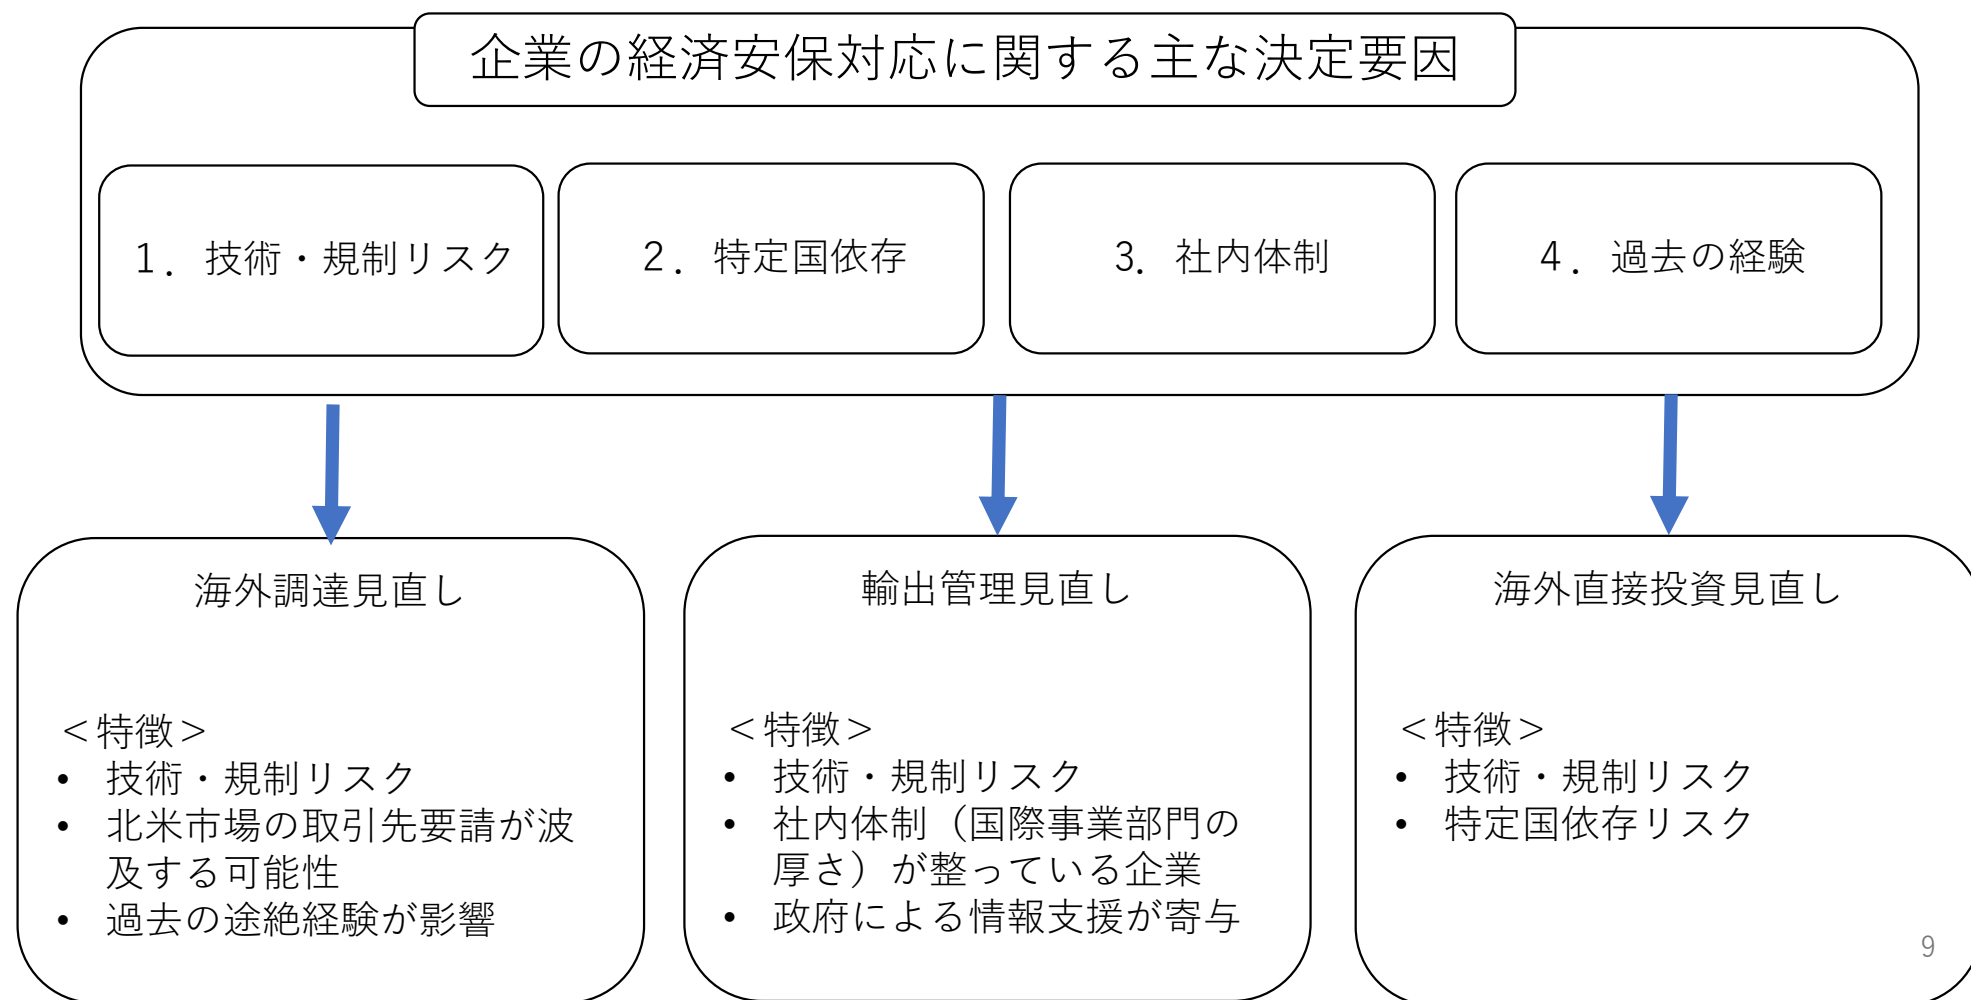 企業の経済安保対応に関する主な決定要因
１．技術・規制リスク
２．特定国依存
3．社内体制
４．過去の経験
海外調達見直し
＜特徴＞
• 技術・規制リスク
• 北米市場の取引先要請が波
及する可能性
• 過去の途絶経験が影響
輸出管理見直し
＜特徴＞
• 技術・規制リスク
• 社内体制（国際事業部門の
厚さ）が整っている企業
• 政府による情報支援が寄与
海外直接投資見直し
＜特徴＞
• 技術・規制リスク
• 特定国依存リスク
9